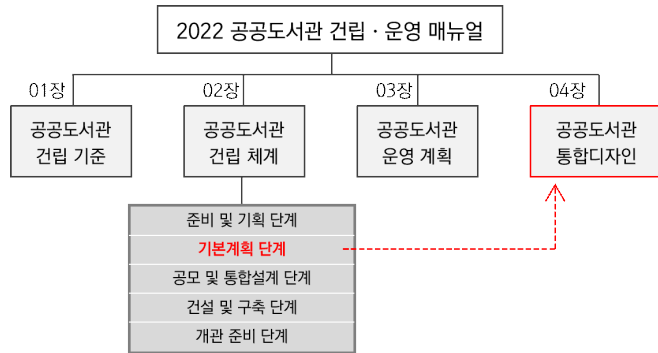 2022 공공도서관 건립 · 운영 매뉴얼
01장
02장
03장
04장
공공도서관
건립 기준
공공도서관
건립 체계
공공도서관
운영 계획
공공도서관
통합디자인
준비 및 기획 단계
기본계획 단계
공모 및 통합설계 단계
건설 및 구축 단계
개관 준비 단계